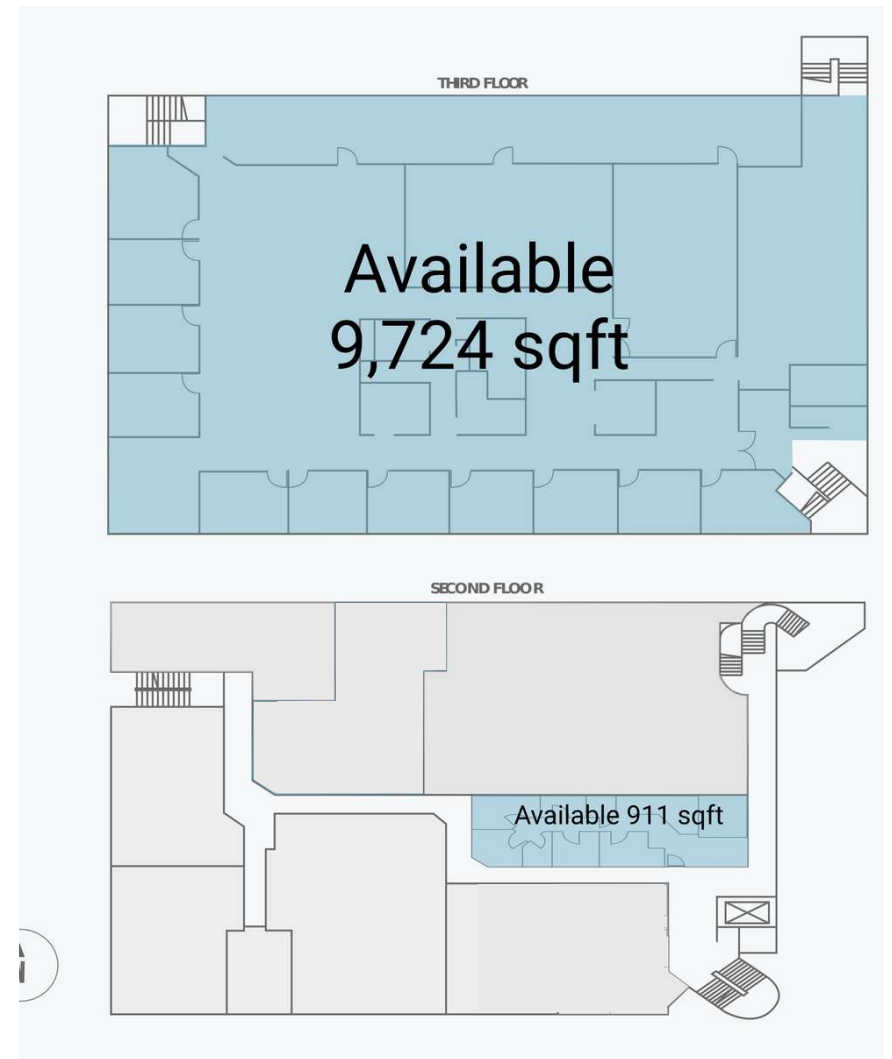 THIRD FLOOR
Available
9,724 sqft
SECOND FLOOR
Available 911 sqft